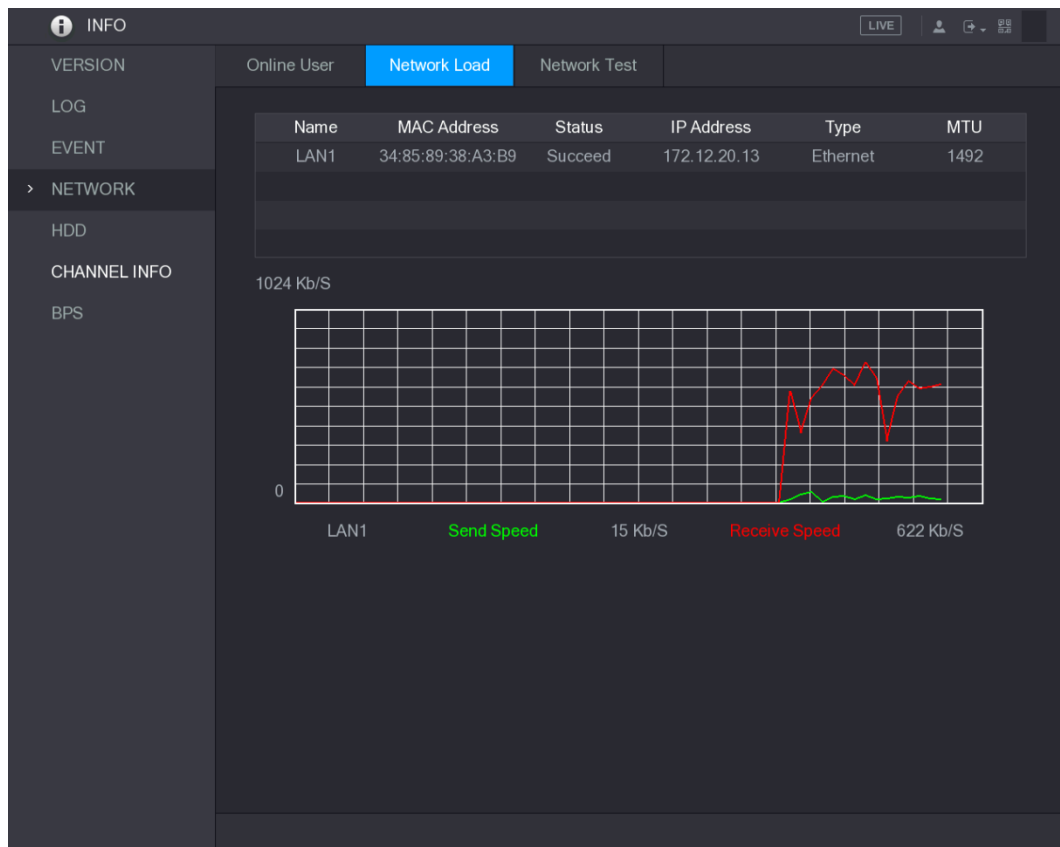 INFO LIVE
VERSION
LOG
EVENT
NETWORK
HDD
CHANNEL INFO
BPS
Online User Network Load Network Test
Name MAC Address Status IP Address Type MTU
LAN1 34:85:89:38:A3:B9 Succeed 172.12.20.13 Ethernet 1492
1024 Kb/S
0
LAN1 Send Speed 15 Kb/S Receive Speed 622 Kb/S